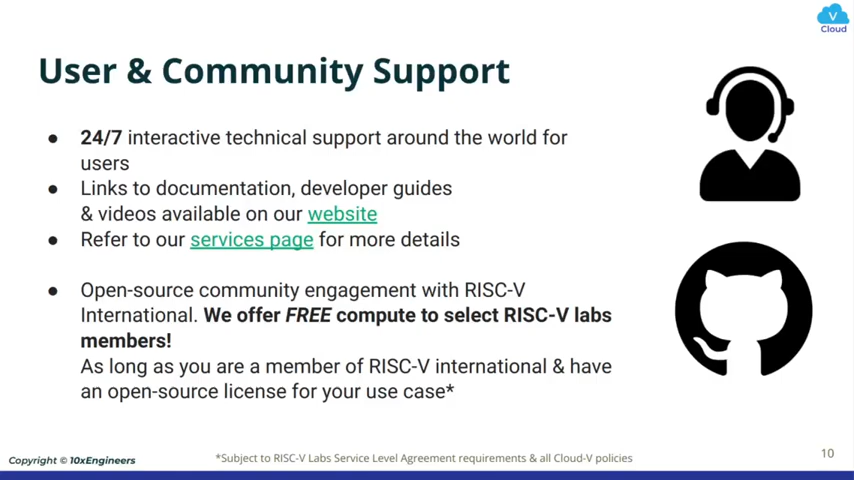 V
Cloud
User & Community Support
● 24/7 interactive technical support around the world for
users
● Links to documentation, developer guides
& videos available on our website
● Refer to our services page for more details
● Open-source community engagement with RISC-V
International. We offer FREE compute to select RISC-V labs
members!
As long as you are a member of RISC-V international & have
an open-source license for your use case*
Copyright © 10xEngineers
*Subject to RISC-V Labs Service Level Agreement requirements & all Cloud-V policies
10